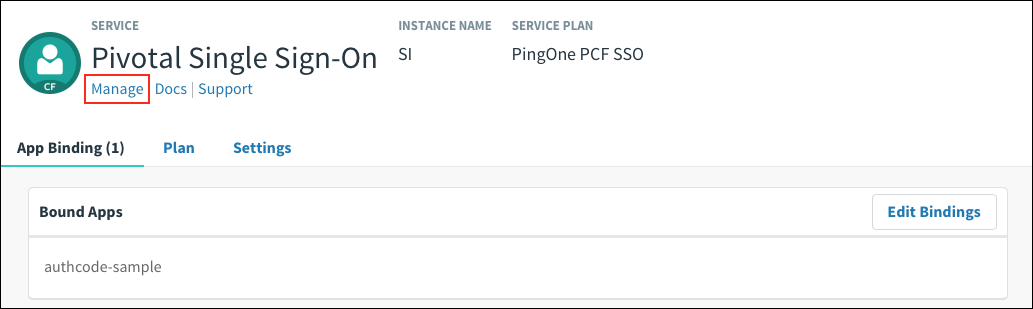 SERVICE
Pivotal Single Sign-On
CF
Manage Docs | Support
INSTANCE NAME
SI
SERVICE PLAN
PingOne PCF SSO
App Binding (1) Plan Settings
Bound Apps Edit Bindings
authcode-sample